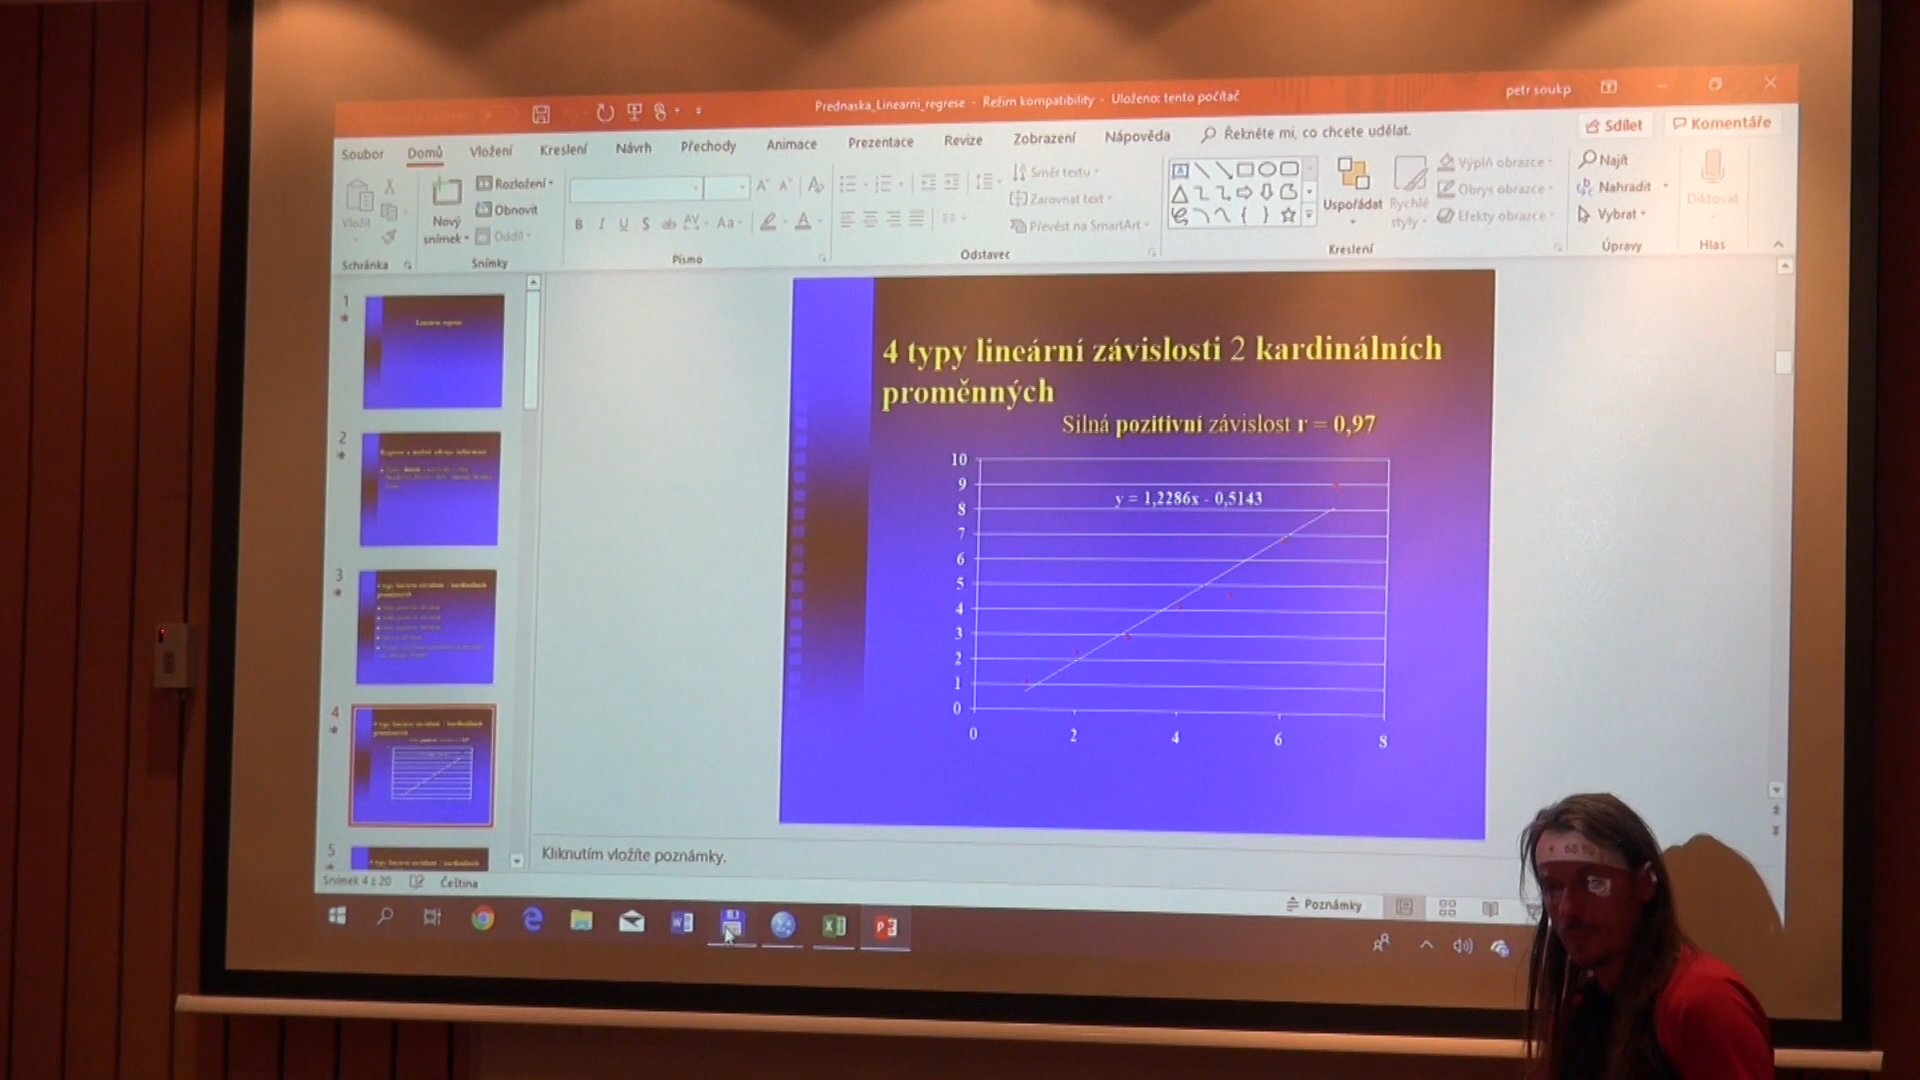 Prednaska_Linearni_regrese - Režim kompatibility - Uloženo: tento počítač
petr soukp
Soubor Domů Vložení Kreslení Návrh Přechody Animace Prezentace Revize Zobrazení Nápověda Řekněte mi, co chcete udělat. Sdílet Komentáře
Vložit
Nový snímek
Rozložení
Obnovit
Oddíl
Směr textu
Zarovnat text
Převést na SmartArt
Uspořádat
Rychlé styly
Výplň obrazce
Obrys obrazce
Efekty obrazce
Najít
Nahradit
Vybrat
Diktovat
Schránka Snímky Písmo Odstavec Kreslení Úpravy Hlas
1
2
3
4
5
4 typy lineární závislosti 2 kardinálních
proměnných
Silná pozitivní závislost r = 0,97
y = 1,2286x - 0,5143
10
9
8
7
6
5
4
3
2
1
0
0 2 4 6 8
Kliknutím vložíte poznámky.
Snímek 4 z 20 Čeština
Poznámky